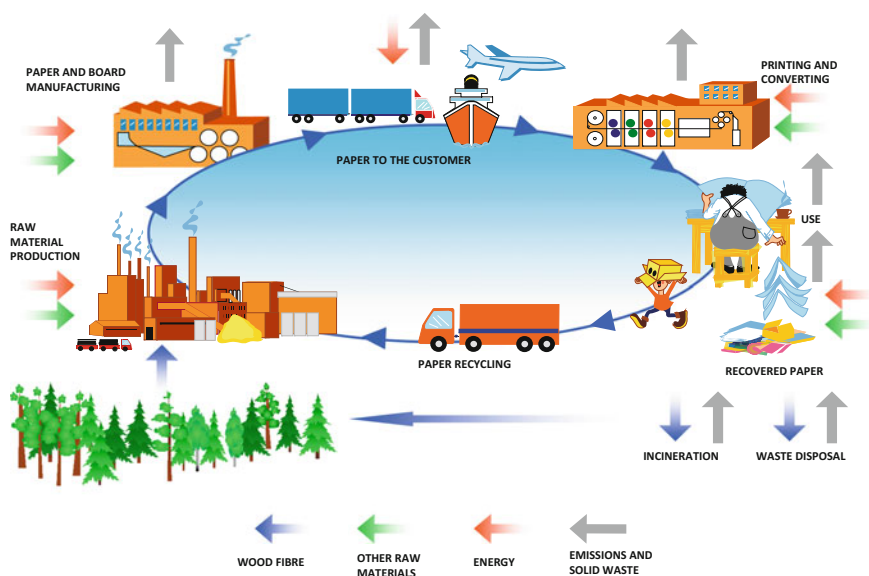 PAPER AND BOARD
MANUFACTURING
PRINTING AND
CONVERTING
PAPER TO THE CUSTOMER
RAW
MATERIAL
PRODUCTION
USE
PAPER RECYCLING
RECOVERED PAPER
INCINERATION
WASTE DISPOSAL
WOOD FIBRE
OTHER RAW
MATERIALS
ENERGY
EMISSIONS AND
SOLID WASTE